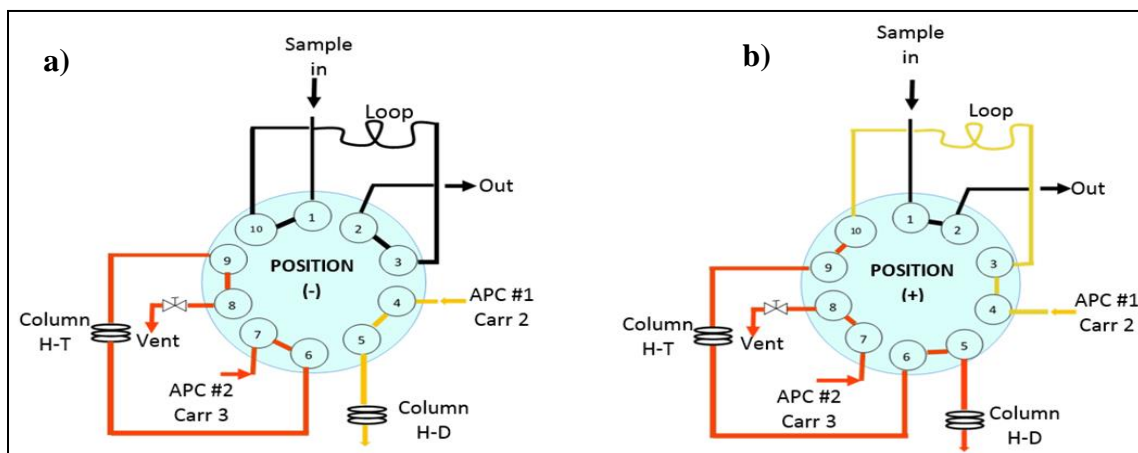 a)
Sample
in
Loop
Out
1
2
3
4
5
6
7
8
9
10
POSITION
(-)
APC #1
Carr 2
Column
H-T
Vent
APC #2
Carr 3
Column
H-D
b)
Sample
in
Loop
Out
1
2
3
4
5
6
7
8
9
10
POSITION
(+)
APC #1
Carr 2
Column
H-T
Vent
APC #2
Carr 3
Column
H-D